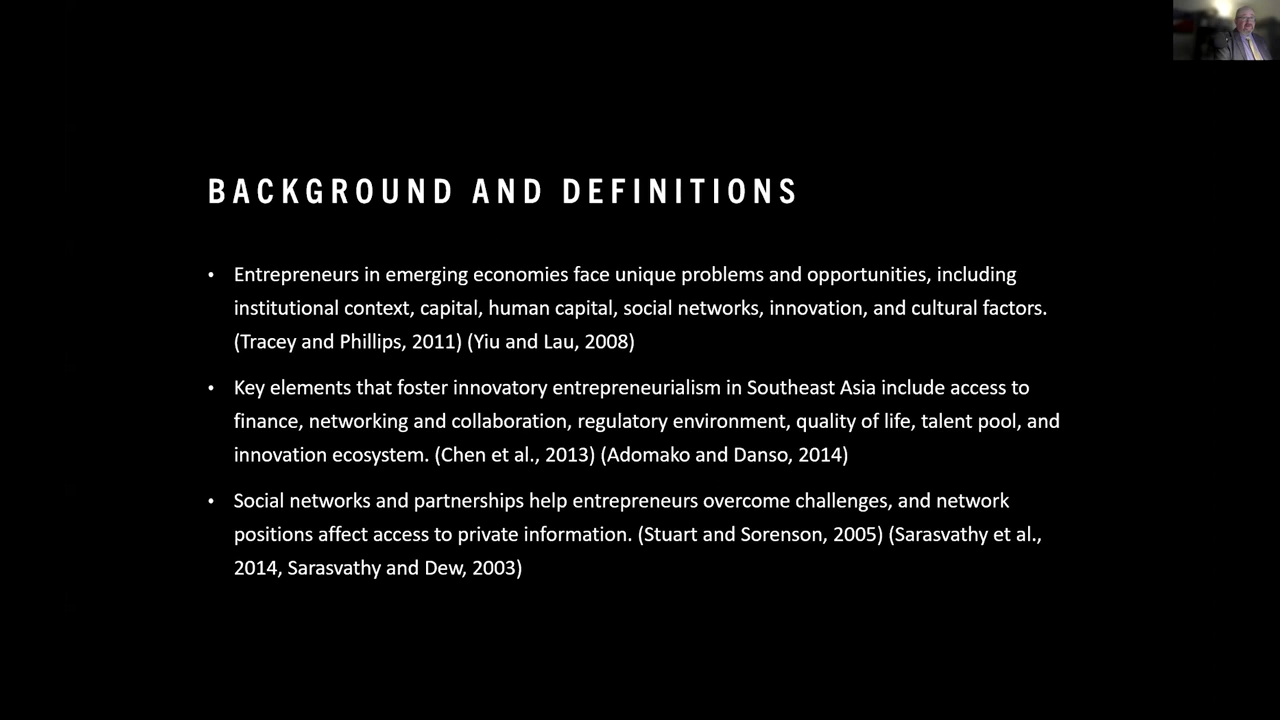 BACKGROUND AND DEFINITIONS
• Entrepreneurs in emerging economies face unique problems and opportunities, including
institutional context, capital, human capital, social networks, innovation, and cultural factors.
(Tracey and Phillips, 2011) (Yiu and Lau, 2008)
• Key elements that foster innovatory entrepreneurialism in Southeast Asia include access to
finance, networking and collaboration, regulatory environment, quality of life, talent pool, and
innovation ecosystem. (Chen et al., 2013) (Adomako and Danso, 2014)
• Social networks and partnerships help entrepreneurs overcome challenges, and network
positions affect access to private information. (Stuart and Sorenson, 2005) (Sarasvathy et al.,
2014, Sarasvathy and Dew, 2003)